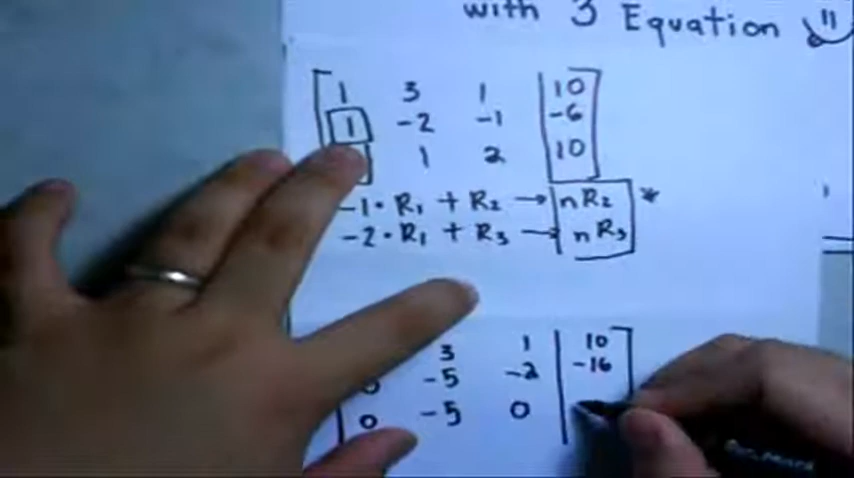 with 3 Equation
1 3 1 10
1 -2 -1 -6
1 2 10
-1 • R₁ + R₂ → nR₂ *
-2 • R₁ + R₃ → nR₃
3 1 10
0 -5 -2 -16
0 -5 0